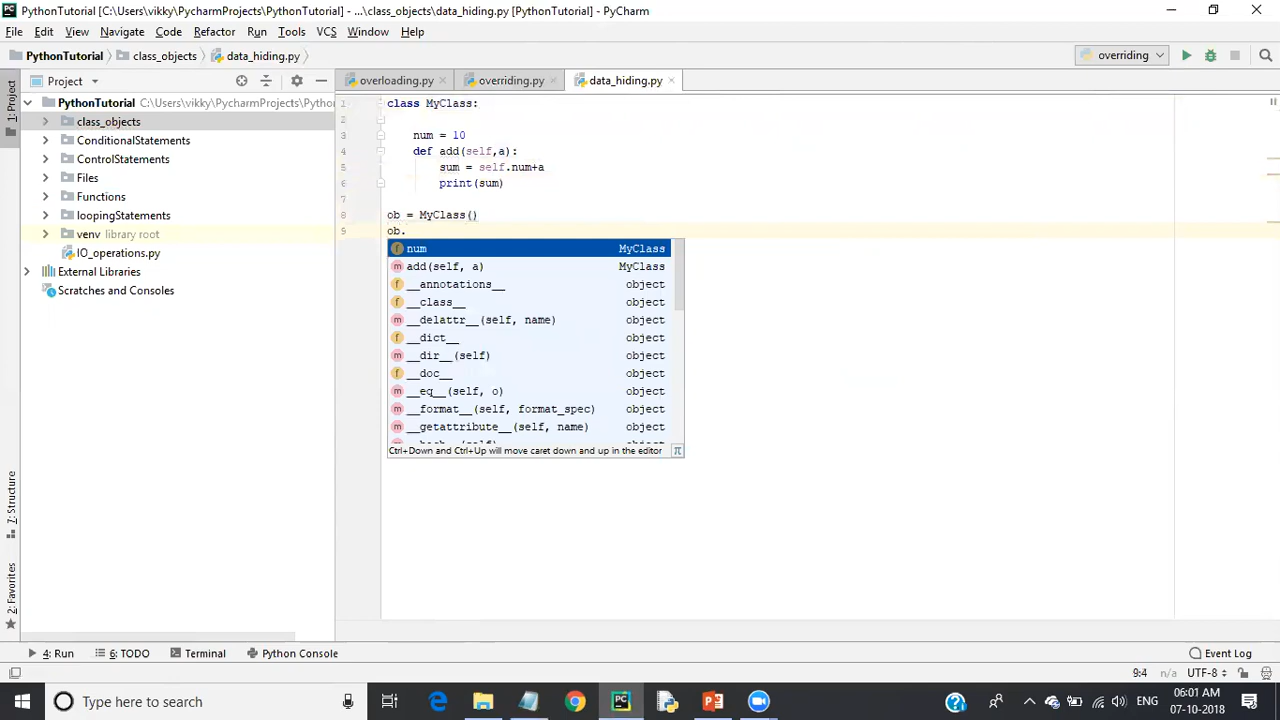 PythonTutorial [C:\Users\vikky\PycharmProjects\PythonTutorial] - ...\class_objects\data_hiding.py [PythonTutorial] - PyCharm
File Edit View Navigate Code Refactor Run Tools VCS Window Help
PythonTutorial class_objects data_hiding.py overriding
Project overloading.py overriding.py data_hiding.py
1: Project
PythonTutorial C:\Users\vikky\PycharmProjects\Pytho
class_objects
ConditionalStatements
ControlStatements
Files
Functions
loopingStatements
venv library root
IO_operations.py
External Libraries
Scratches and Consoles
1 class MyClass:
2
3 num = 10
4 def add(self,a):
5 sum = self.num+a
6 print(sum)
7
8 ob = MyClass()
9 ob.
num MyClass
add(self, a) MyClass
__annotations__ object
__class__ object
__delattr__(self, name) object
__dict__ object
__dir__(self) object
__doc__ object
__eq__(self, o) object
__format__(self, format_spec) object
__getattribute__(self, name) object
Ctrl+Down and Ctrl+Up will move caret down and up in the editor π
7: Structure
2: Favorites
4: Run 6: TODO Terminal Python Console Event Log
9:4 n/a UTF-8
Type here to search
PC
ENG
06:01 AM
07-10-2018